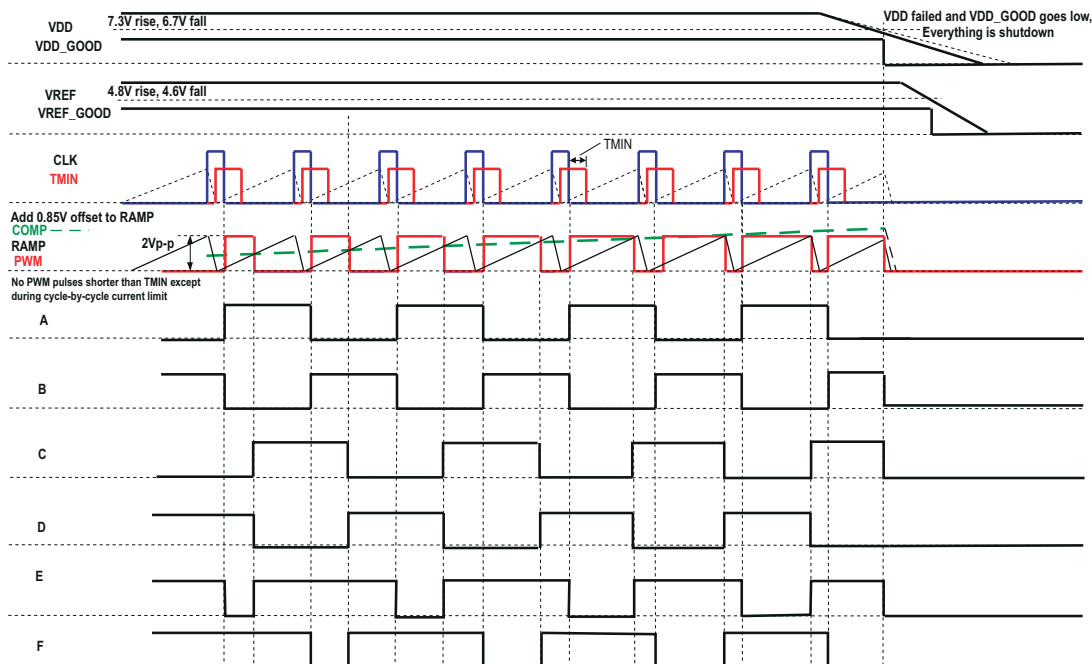 VDD
7.3V rise, 6.7V fall
VDD failed and VDD_GOOD goes low,
Everything is shutdown
VDD_GOOD
VREF
4.8V rise, 4.6V fall
VREF_GOOD
CLK
TMIN
TMIN
Add 0.85V offset to RAMP
COMP
RAMP
2Vp-p
PWM
No PWM pulses shorter than TMIN except
during cycle-by-cycle current limit
A
B
C
D
E
F